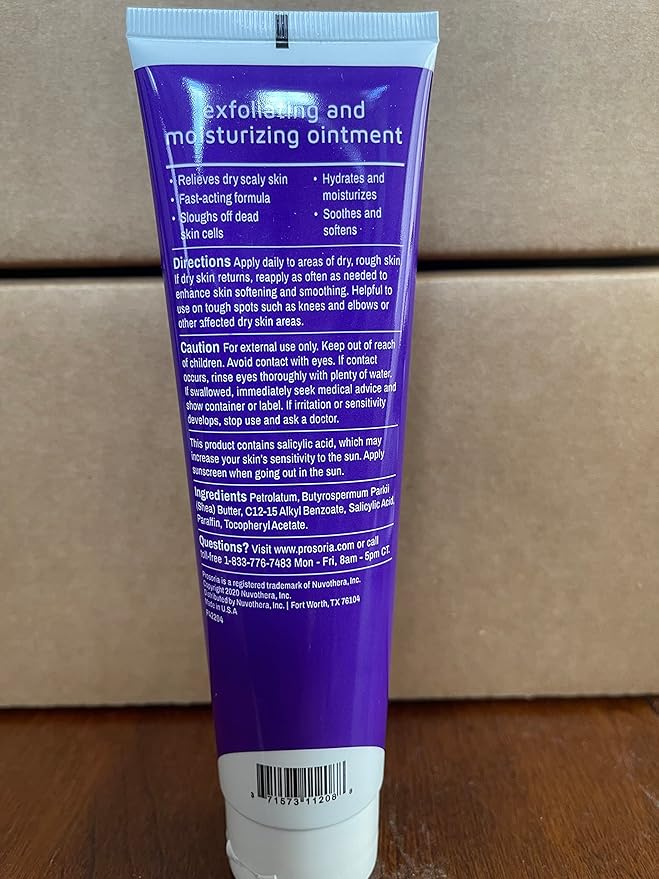 exfoliating and
moisturizing ointment
• Relieves dry scaly skin
• Fast-acting formula
• Sloughs off dead
skin cells
• Hydrates and
moisturizes
• Soothes and
softens
Directions Apply daily to areas of dry, rough skin
If dry skin returns, reapply as often as needed to
enhance skin softening and smoothing. Helpful to
use on tough spots such as knees and elbows or
other affected dry skin areas.
Caution For external use only. Keep out of reach
of children. Avoid contact with eyes. If contact
occurs, rinse eyes thoroughly with plenty of water.
If swallowed, immediately seek medical advice and
show container or label. If irritation or sensitivity
develops, stop use and ask a doctor.
This product contains salicylic acid, which may
increase your skin's sensitivity to the sun. Apply
sunscreen when going out in the sun.
Ingredients Petrolatum, Butyrospermum Parkii
(Shea) Butter, C12-15 Alkyl Benzoate, Salicylic Acid,
Paraffin, Tocopheryl Acetate.
Questions? Visit www.prosoria.com or call
toll-free 1-833-776-7483 Mon - Fri, 8am - 5pm CT.
Prosoria is a registered trademark of Nuvothera, Inc.
Copyright 2020 Nuvothera, Inc.
Distributed by Nuvothera, Inc. | Fort Worth, TX 76104
Made in U.S.A
3 71573 11208 8